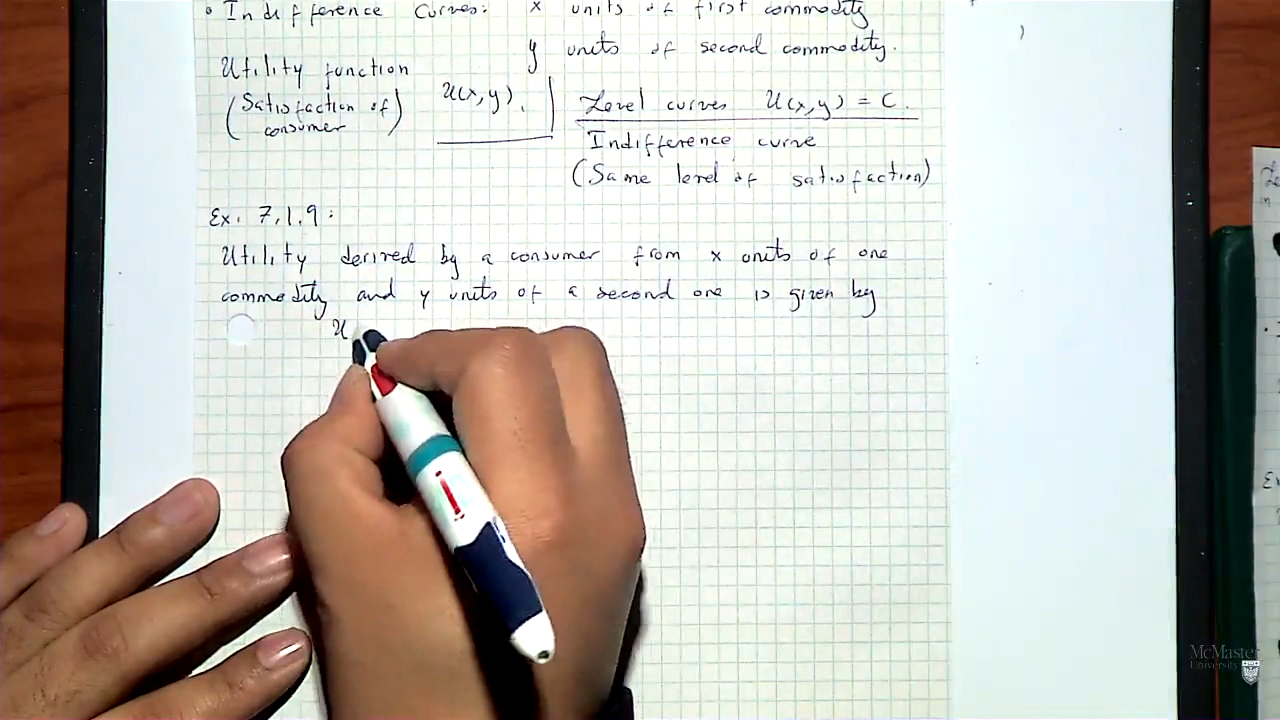 • Indifference Curves: x units of first commodity
y units of second commodity.
Utility function
(Satisfaction of consumer)
U(x,y).
Level curves U(x,y) = C.
Indifference curve
(Same level of satisfaction)
Ex. 7.1.9:
Utility derived by a consumer from x units of one
commodity and y units of a second one is given by
U
McMaster
University